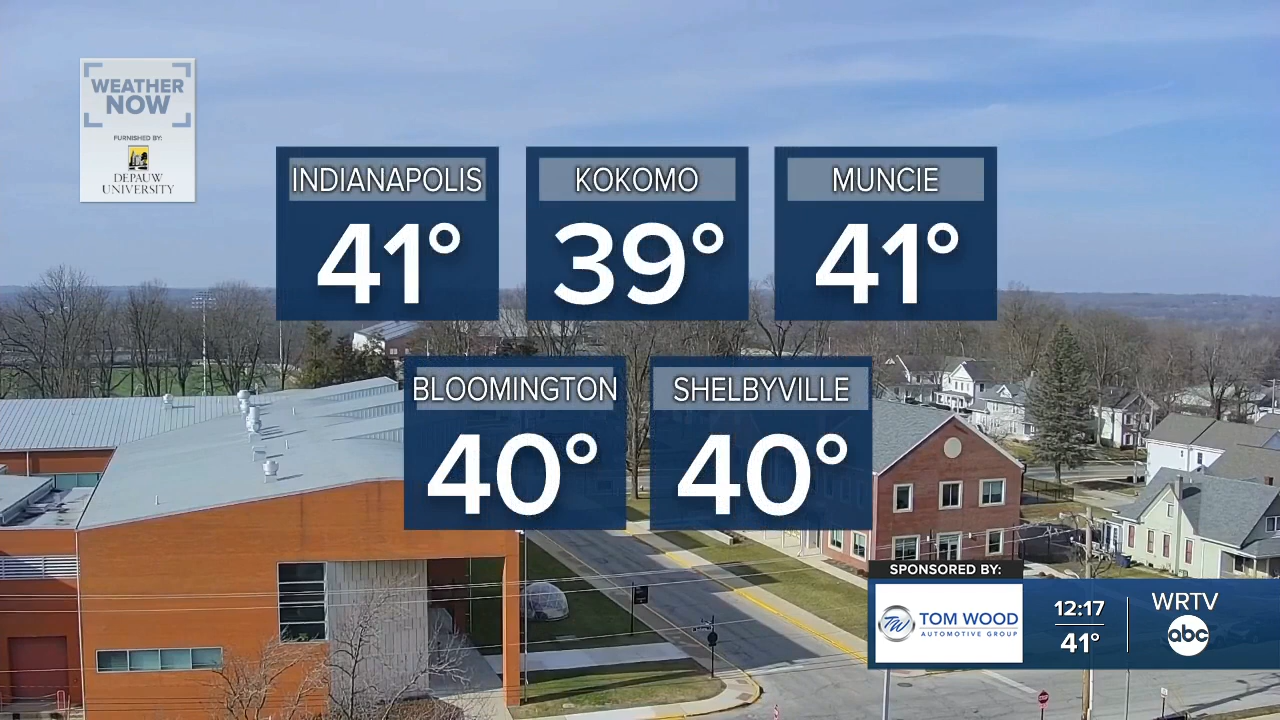 WEATHER
NOW
FURNISHED BY:
DEPAUW
UNIVERSITY
INDIANAPOLIS
41°
KOKOMO
39°
MUNCIE
41°
BLOOMINGTON
40°
SHELBYVILLE
40°
SPONSORED BY:
TW TOM WOOD
AUTOMOTIVE GROUP
12:17
41°
WRTV
abc